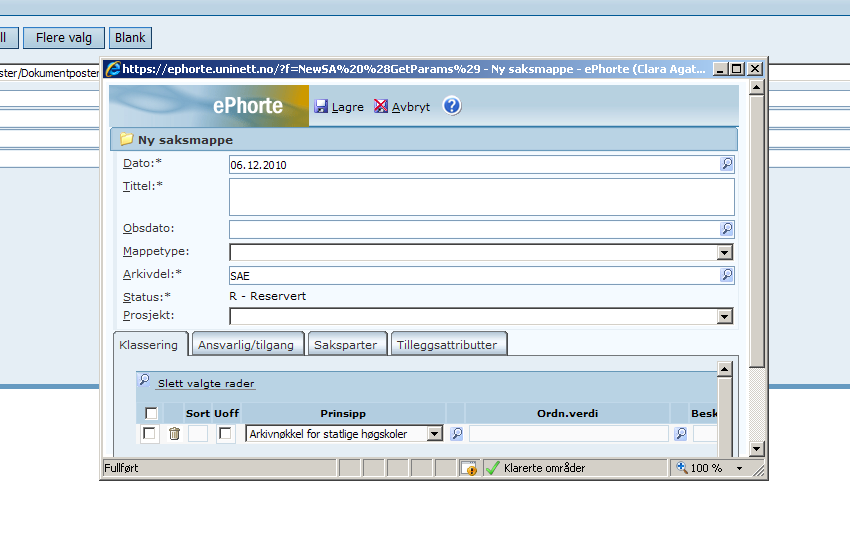 ll
Flere valg
Blank
ster/Dokumentposter
https://ephorte.uninett.no/?f=NewSA%20%28GetParams%29 - Ny saksmappe - ePhorte (Clara Agat...
ePhorte
Lagre
Avbryt
?
Ny saksmappe
Dato:*
06.12.2010
Tittel:*
Obsdato:
Mappetype:
Arkivdel:*
SAE
Status:*
R - Reservert
Prosjekt:
Klassering
Ansvarlig/tilgang
Saksparter
Tilleggsattributter
Slett valgte rader
Sort Uoff Prinsipp Ordn.verdi Besk
Arkivnøkkel for statlige høgskoler
Fullført
Klarerte områder
100 %